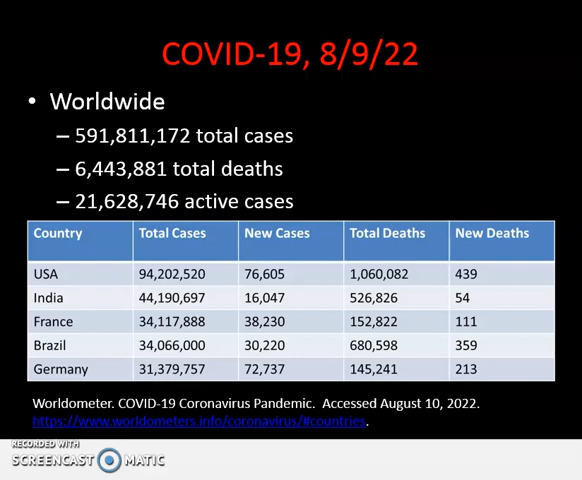 COVID-19, 8/9/22
• Worldwide
– 591,811,172 total cases
– 6,443,881 total deaths
– 21,628,746 active cases
Country Total Cases New Cases Total Deaths New Deaths
USA 94,202,520 76,605 1,060,082 439
India 44,190,697 16,047 526,826 54
France 34,117,888 38,230 152,822 111
Brazil 34,066,000 30,220 680,598 359
Germany 31,379,757 72,737 145,241 213
Worldometer. COVID-19 Coronavirus Pandemic. Accessed August 10, 2022.
https://www.worldometers.info/coronavirus/#countries.
RECORDED WITH
SCREENCAST MATIC